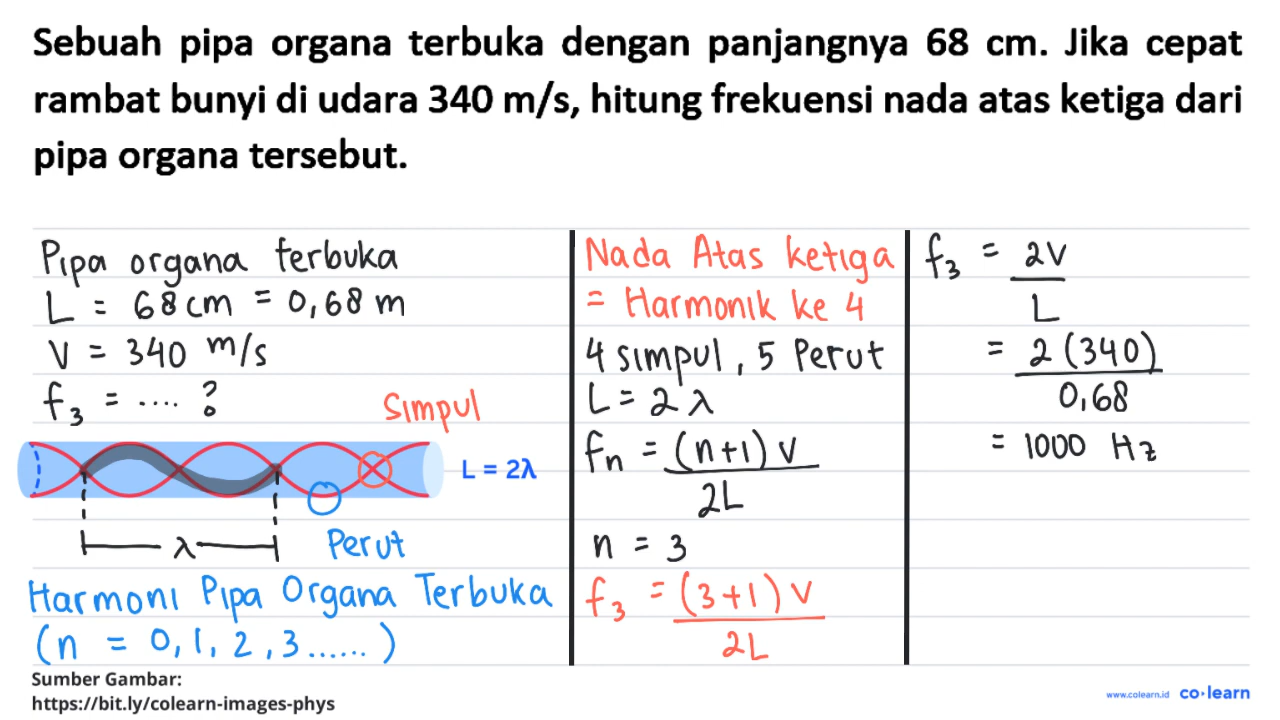 Sebuah pipa organa terbuka dengan panjangnya 68 cm. Jika cepat
rambat bunyi di udara 340 m/s, hitung frekuensi nada atas ketiga dari
pipa organa tersebut.
Pipa organa terbuka
L = 68 cm = 0,68 m
V = 340 m/s
f₃ = .... ?
Simpul
L = 2λ
λ
Perut
Harmoni Pipa Organa Terbuka
(n = 0, 1, 2, 3 ...... )
Sumber Gambar:
https://bit.ly/colearn-images-phys
Nada Atas ketiga
= Harmonik ke 4
4 simpul, 5 Perut
L = 2λ
fn = (n+1) V
2L
n = 3
f₃ = (3+1) V
2L
f₃ = 2V
L
= 2 (340)
0,68
= 1000 Hz
www.colearn.id co·learn